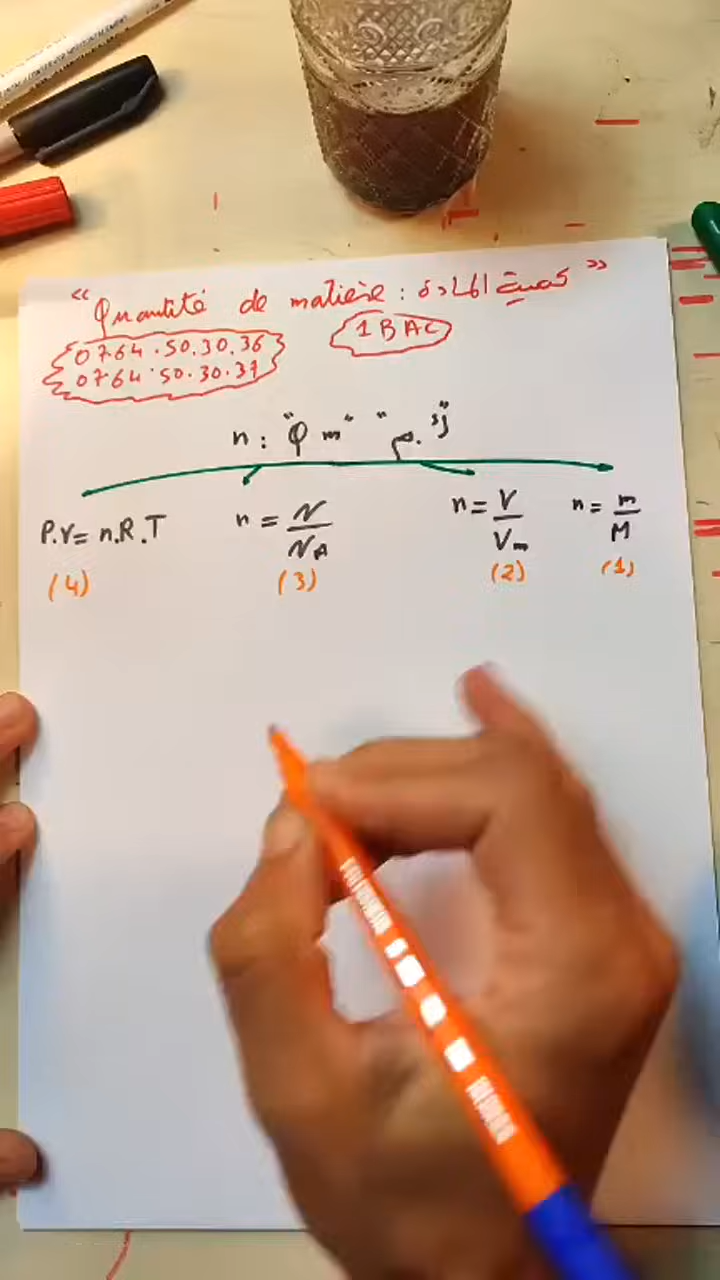 "Quantité de matière : كمية المادة"
0764.50.30.36
0764.50.30.37
1 BAC
n : "Q m" "ك.م"
P.V = n.R.T
n = N / NA
n = V / Vm
n = m / M
(4)
(3)
(2)
(1)